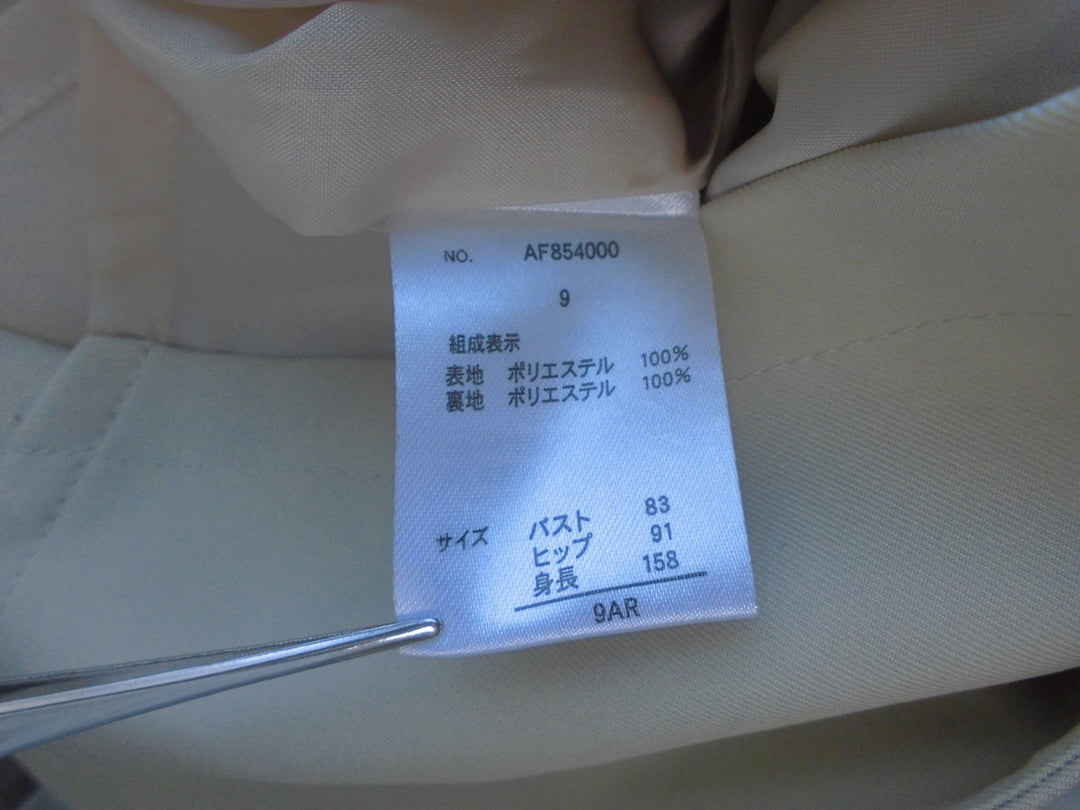 NO. AF854000
9
組成表示
表地 ポリエステル 100%
裏地 ポリエステル 100%
サイズ バスト 83
ヒップ 91
身長 158
9AR